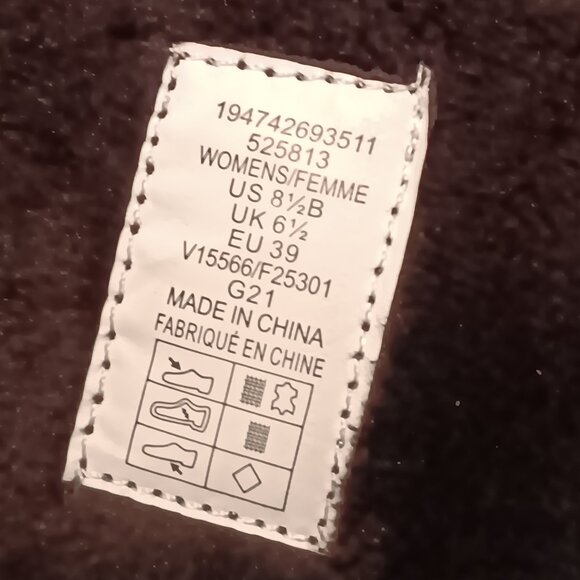 194742693511
525813
WOMENS/FEMME
US 8½B
UK 6½
EU 39
V15566/F25301
G21
MADE IN CHINA
FABRIQUÉ EN CHINE